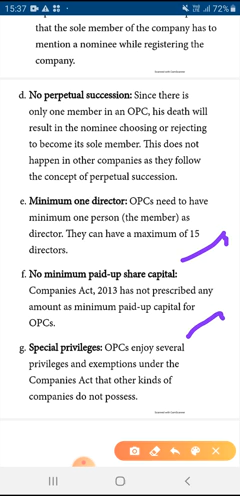 15:37
72%
that the sole member of the company has to
mention a nominee while registering the
company.
Scanned with CamScanner
d. No perpetual succession: Since there is
only one member in an OPC, his death will
result in the nominee choosing or rejecting
to become its sole member. This does not
happen in other companies as they follow
the concept of perpetual succession.
e. Minimum one director: OPCs need to have
minimum one person (the member) as
director. They can have a maximum of 15
directors.
f. No minimum paid-up share capital:
Companies Act, 2013 has not prescribed any
amount as minimum paid-up capital for
OPCs.
g. Special privileges: OPCs enjoy several
privileges and exemptions under the
Companies Act that other kinds of
companies do not possess.
Scanned with CamScanner